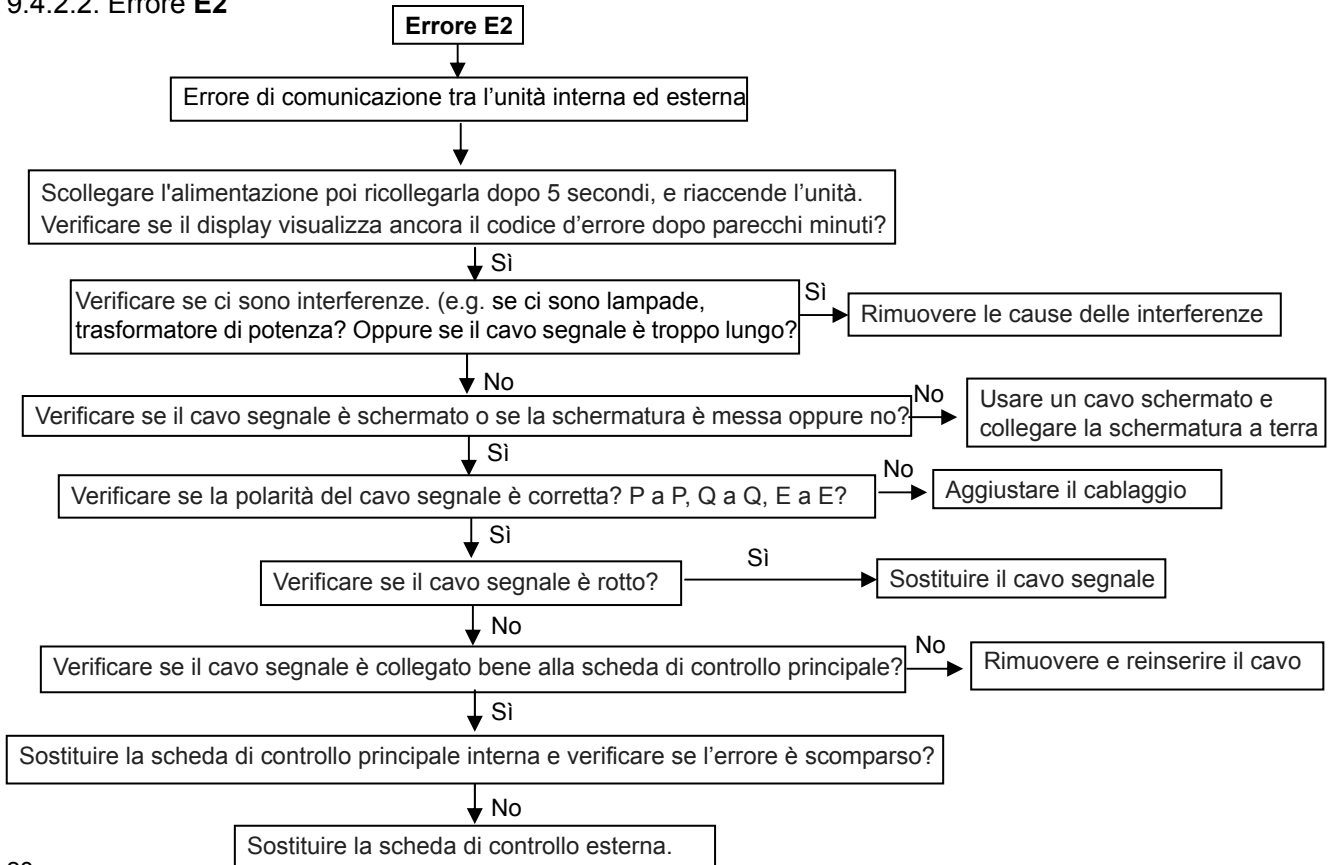 9.4.2.2. Errore E2
Errore E2
Errore di comunicazione tra l'unità interna ed esterna
Scollegare l'alimentazione poi ricollegarla dopo 5 secondi, e riaccende l'unità.
Verificare se il display visualizza ancora il codice d'errore dopo parecchi minuti?
Sì
Verificare se ci sono interferenze. (e.g. se ci sono lampade,
trasformatore di potenza? Oppure se il cavo segnale è troppo lungo?
Sì
Rimuovere le cause delle interferenze
No
Verificare se il cavo segnale è schermato o se la schermatura è messa oppure no?
No
Usare un cavo schermato e
collegare la schermatura a terra
Sì
Verificare se la polarità del cavo segnale è corretta? P a P, Q a Q, E a E?
No
Aggiustare il cablaggio
Sì
Verificare se il cavo segnale è rotto?
Sì
Sostituire il cavo segnale
No
Verificare se il cavo segnale è collegato bene alla scheda di controllo principale?
No
Rimuovere e reinserire il cavo
Sì
Sostituire la scheda di controllo principale interna e verificare se l'errore è scomparso?
No
Sostituire la scheda di controllo esterna.